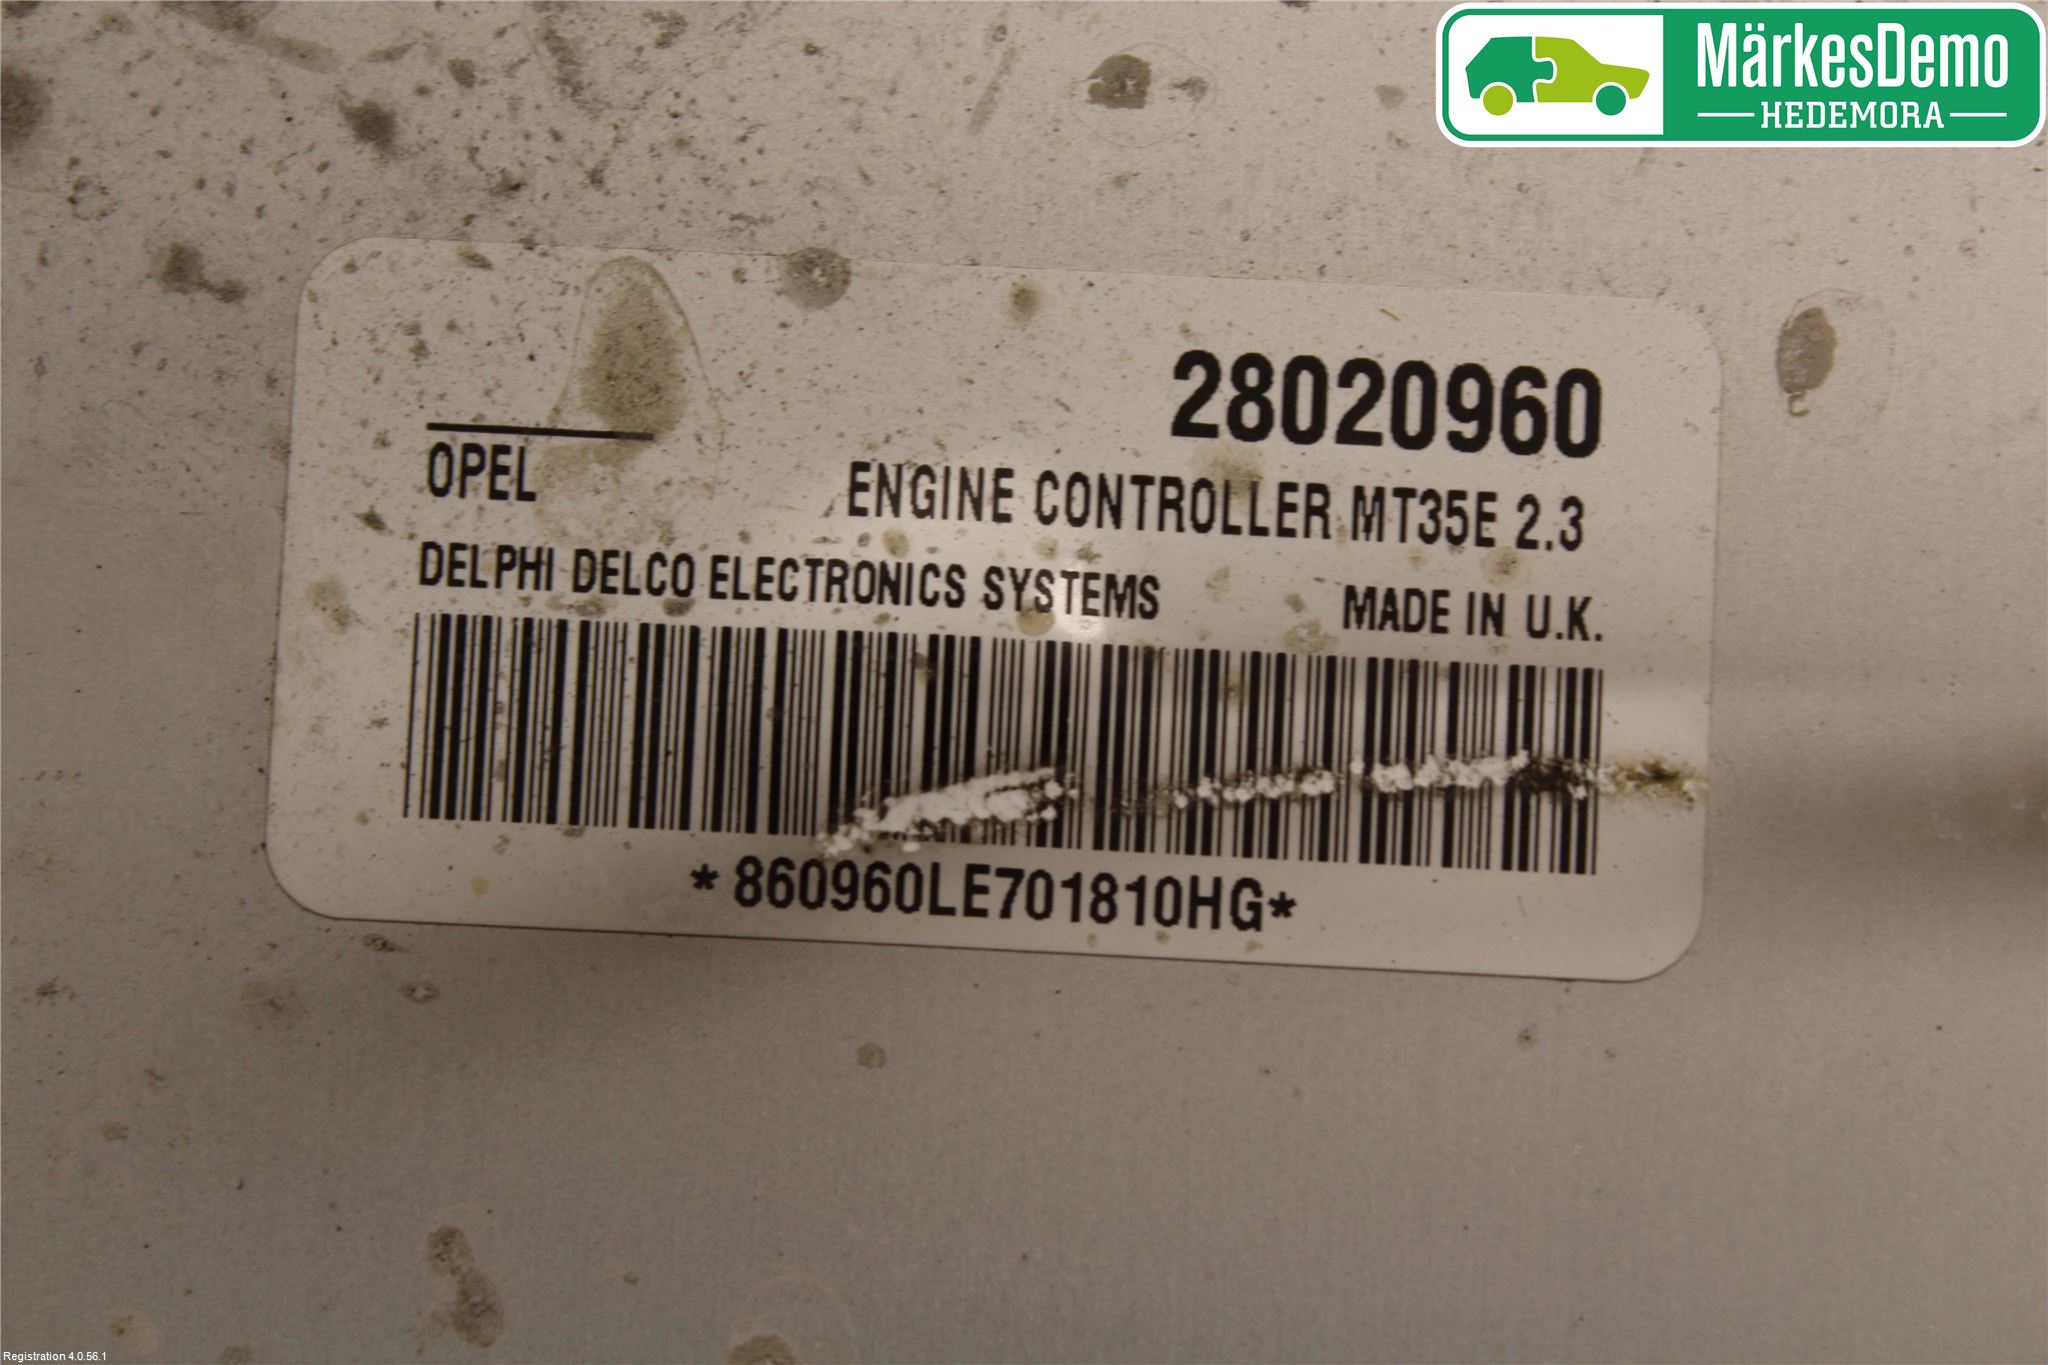 MärkesDemo
HEDEMORA
28020960
OPEL
ENGINE CONTROLLER MT35E 2.3
DELPHI DELCO ELECTRONICS SYSTEMS MADE IN U.K.
*860960LE701810HG*
Registration 4.0.56.1